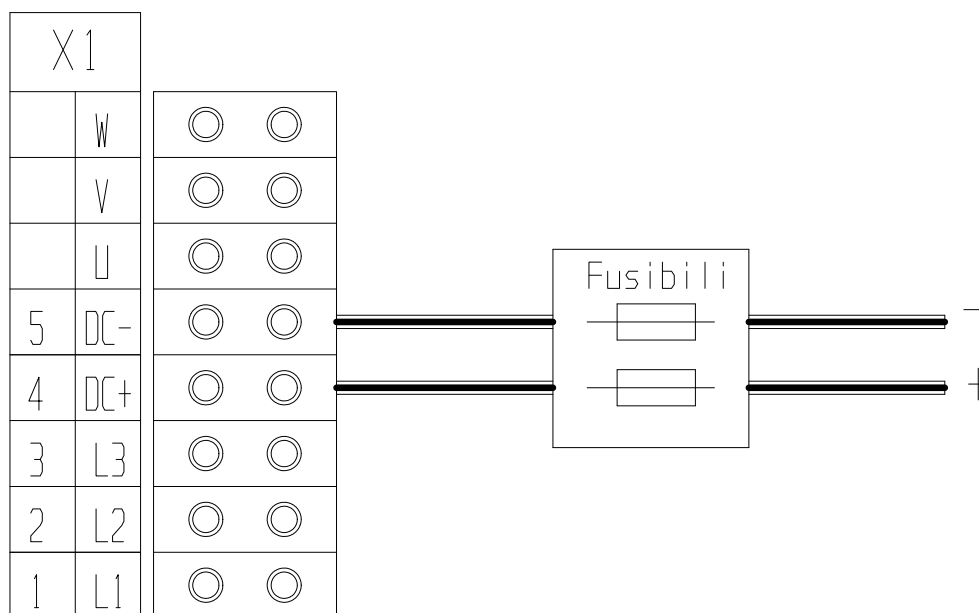 X1
W
V
U
Fusibili
5 DC- -
4 DC+ +
3 L3
2 L2
1 L1